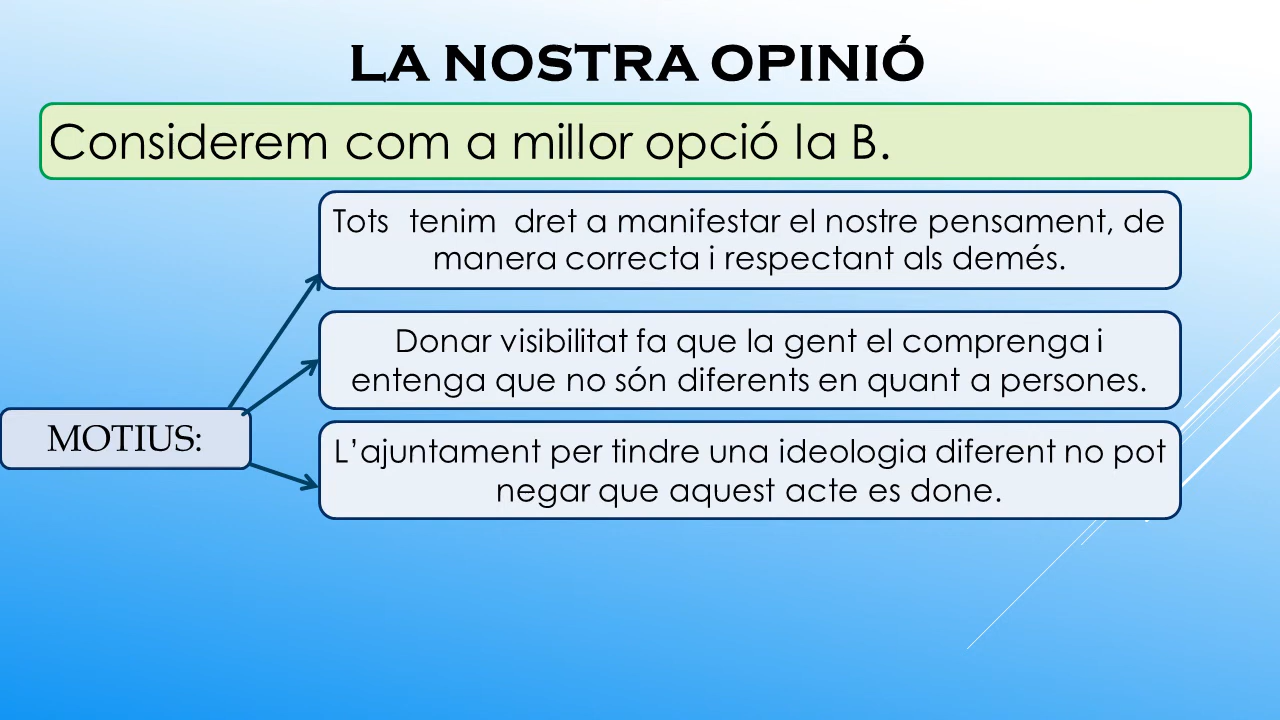 LA NOSTRA OPINIÓ
Considerem com a millor opció la B.
Tots tenim dret a manifestar el nostre pensament, de
manera correcta i respectant als demés.
Donar visibilitat fa que la gent el comprenga i
entenga que no són diferents en quant a persones.
MOTIUS:
L'ajuntament per tindre una ideologia diferent no pot
negar que aquest acte es done.